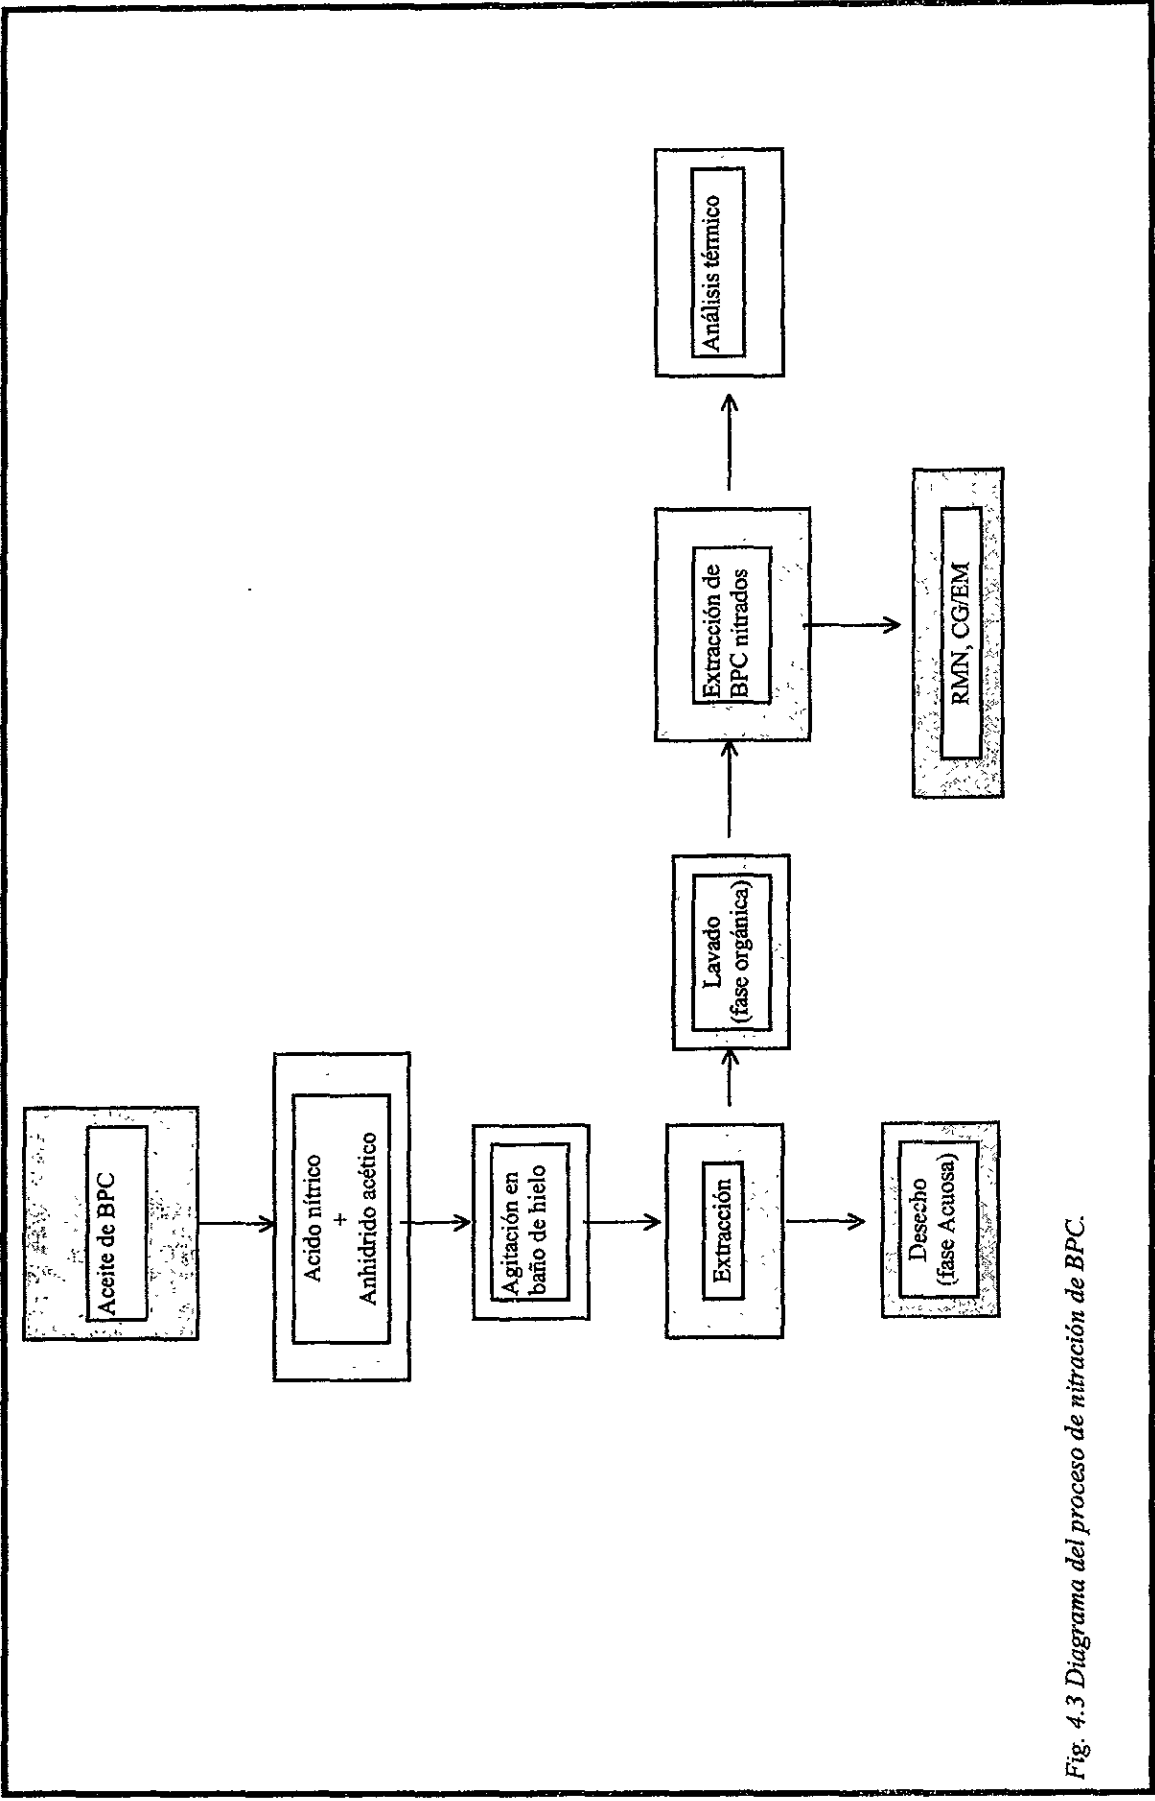 Aceite de BPC
Acido nítrico
+
Anhidrido acético
Agitación en
baño de hielo
Extracción
Desecho
(fase Acuosa)
Lavado
(fase orgánica)
Extracción de
BPC nitrados
RMN, CG/EM
Análisis térmico
Fig. 4.3 Diagrama del proceso de nitración de BPC.